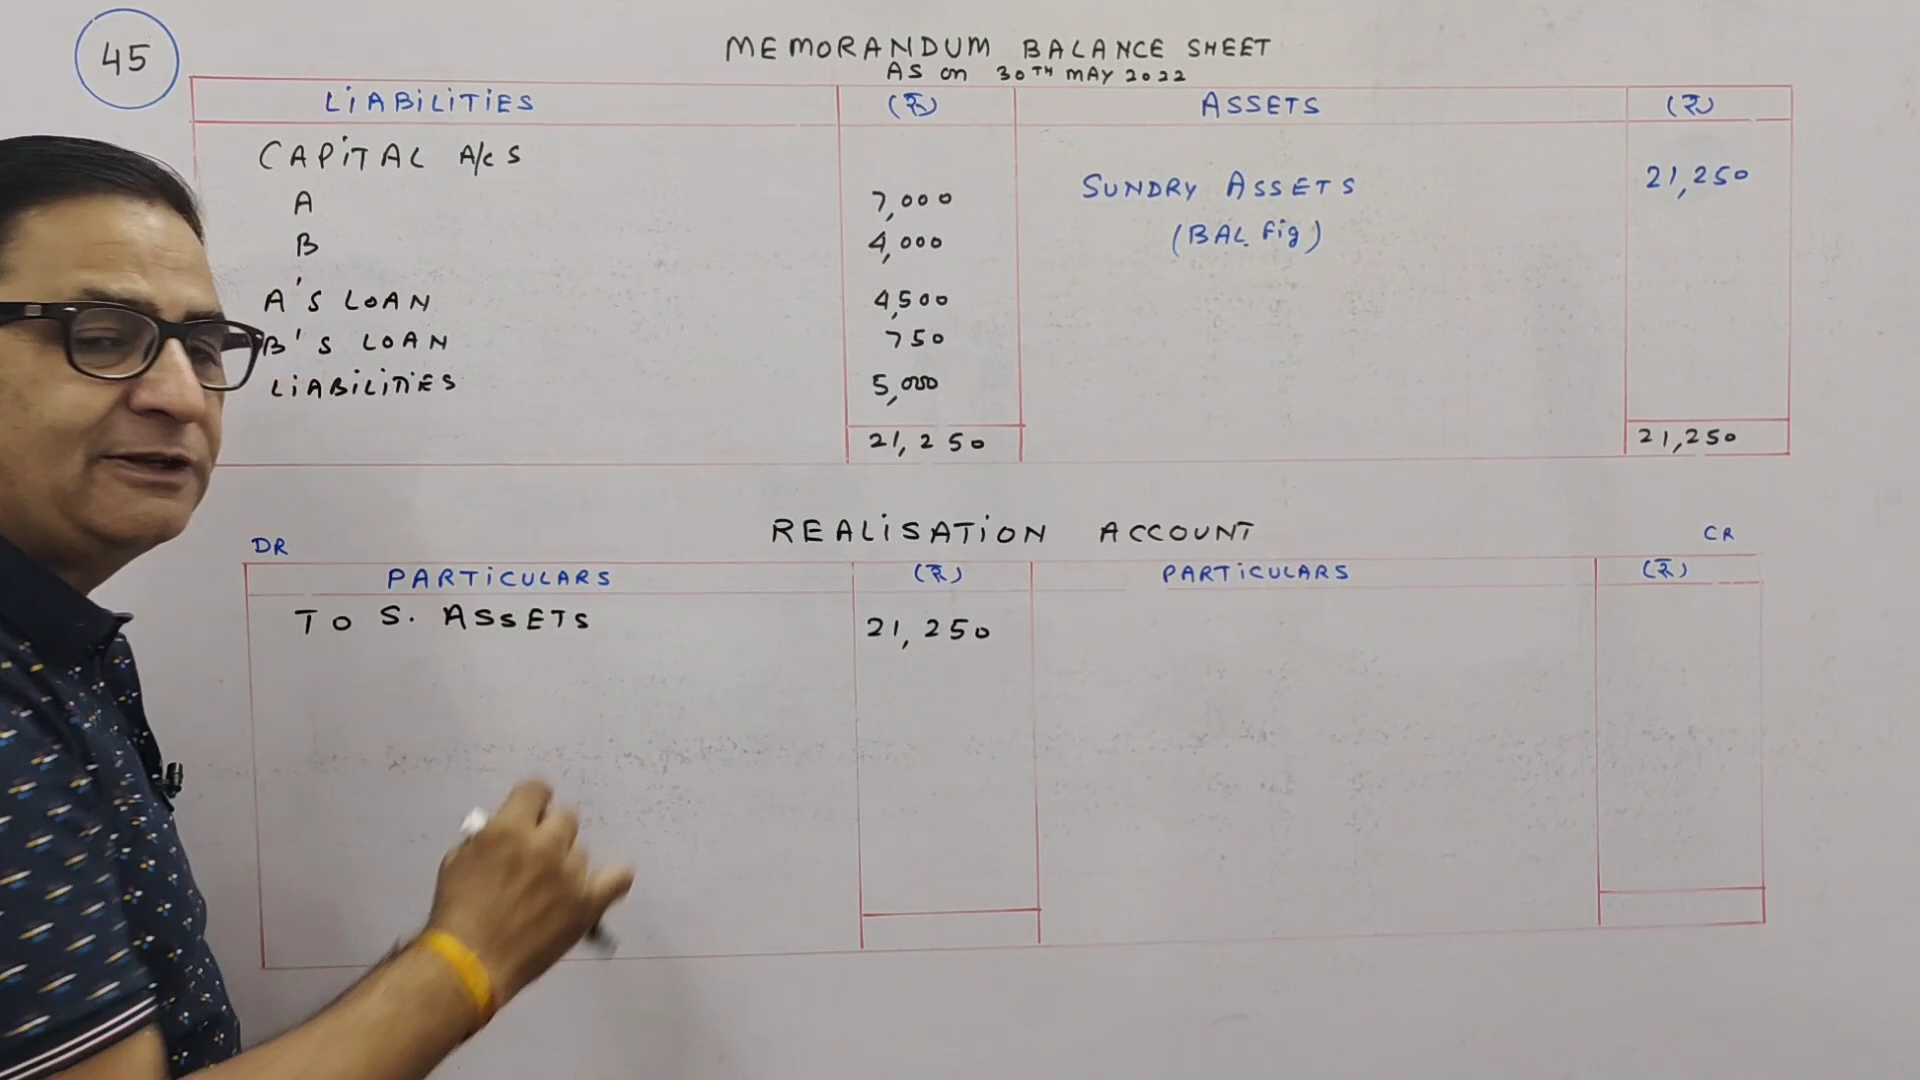 45
MEMORANDUM BALANCE SHEET
AS on 30TH MAY 2022
LIABILITIES (₹) ASSETS (₹)
CAPITAL A/c S
A 7,000
B 4,000
SUNDRY ASSETS 21,250
(BAL. fig)
A'S LOAN 4,500
B'S LOAN 750
LIABILITIES 5,000
21,250 21,250
REALISATION ACCOUNT
DR CR
PARTICULARS (₹) PARTICULARS (₹)
TO S. ASSETS 21,250